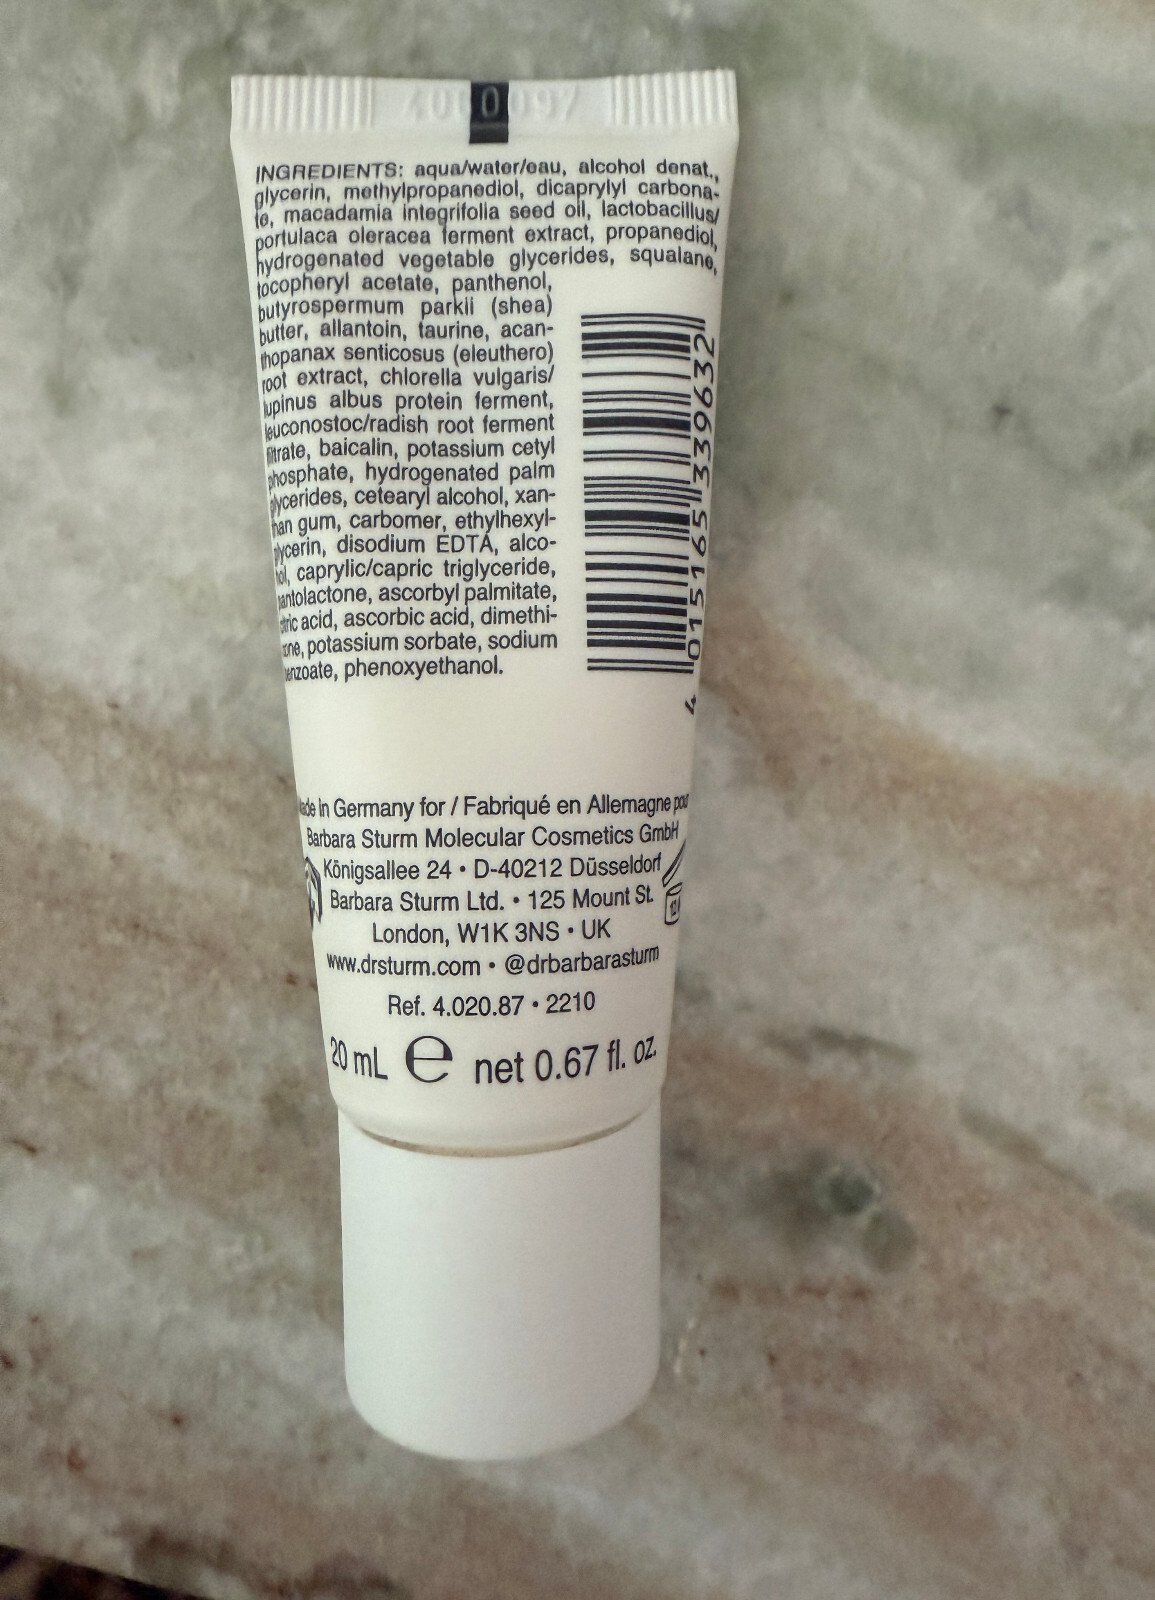 4000097
INGREDIENTS: aqua/water/eau, alcohol denat.,
glycerin, methylpropanediol, dicaprylyl carbona-
te, macadamia integrifolia seed oil, lactobacillus/
portulaca oleracea ferment extract, propanediol,
hydrogenated vegetable glycerides, squalane,
tocopheryl acetate, panthenol,
butyrospermum parkii (shea)
butter, allantoin, taurine, acan-
thopanax senticosus (eleuthero)
root extract, chlorella vulgaris/
lupinus albus protein ferment,
leuconostoc/radish root ferment
filtrate, baicalin, potassium cetyl
phosphate, hydrogenated palm
glycerides, cetearyl alcohol, xan-
than gum, carbomer, ethylhexyl-
glycerin, disodium EDTA, alco-
hol, caprylic/capric triglyceride,
pantolactone, ascorbyl palmitate,
citric acid, ascorbic acid, dimethi-
cone, potassium sorbate, sodium
benzoate, phenoxyethanol.
4 015165 339632
Made in Germany for / Fabriqué en Allemagne pour
Barbara Sturm Molecular Cosmetics GmbH
Königsallee 24 • D-40212 Düsseldorf
Barbara Sturm Ltd. • 125 Mount St.
London, W1K 3NS • UK
www.drsturm.com • @drbarbarasturm
Ref. 4.020.87 • 2210
20 mL e net 0.67 fl. oz.